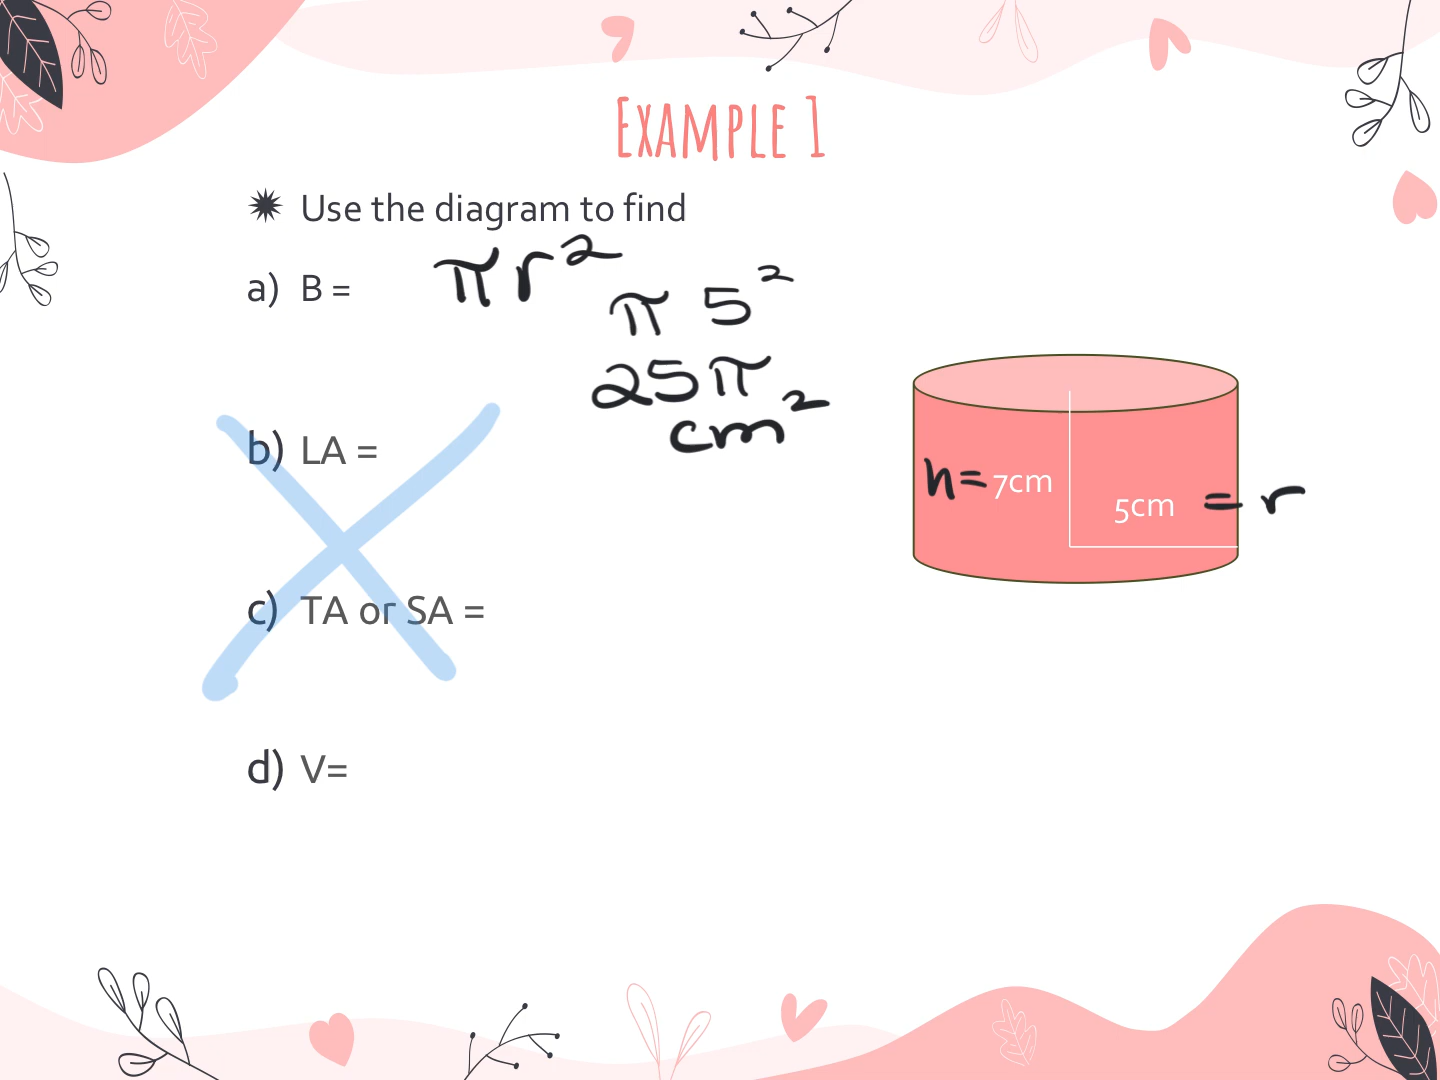 Example 1
✹ Use the diagram to find
a) B = πr²
π 5²
25π
cm²
b) LA =
h= 7cm
5cm = r
c) TA or SA =
d) V=